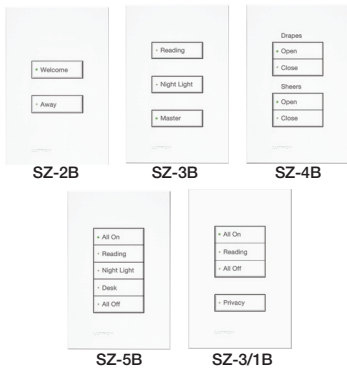 Welcome
Away
SZ-2B
Reading
Night Light
Master
SZ-3B
Drapes
Open
Close
Sheers
Open
Close
SZ-4B
All On
Reading
Night Light
Desk
All Off
SZ-5B
All On
Reading
All Off
Privacy
SZ-3/1B